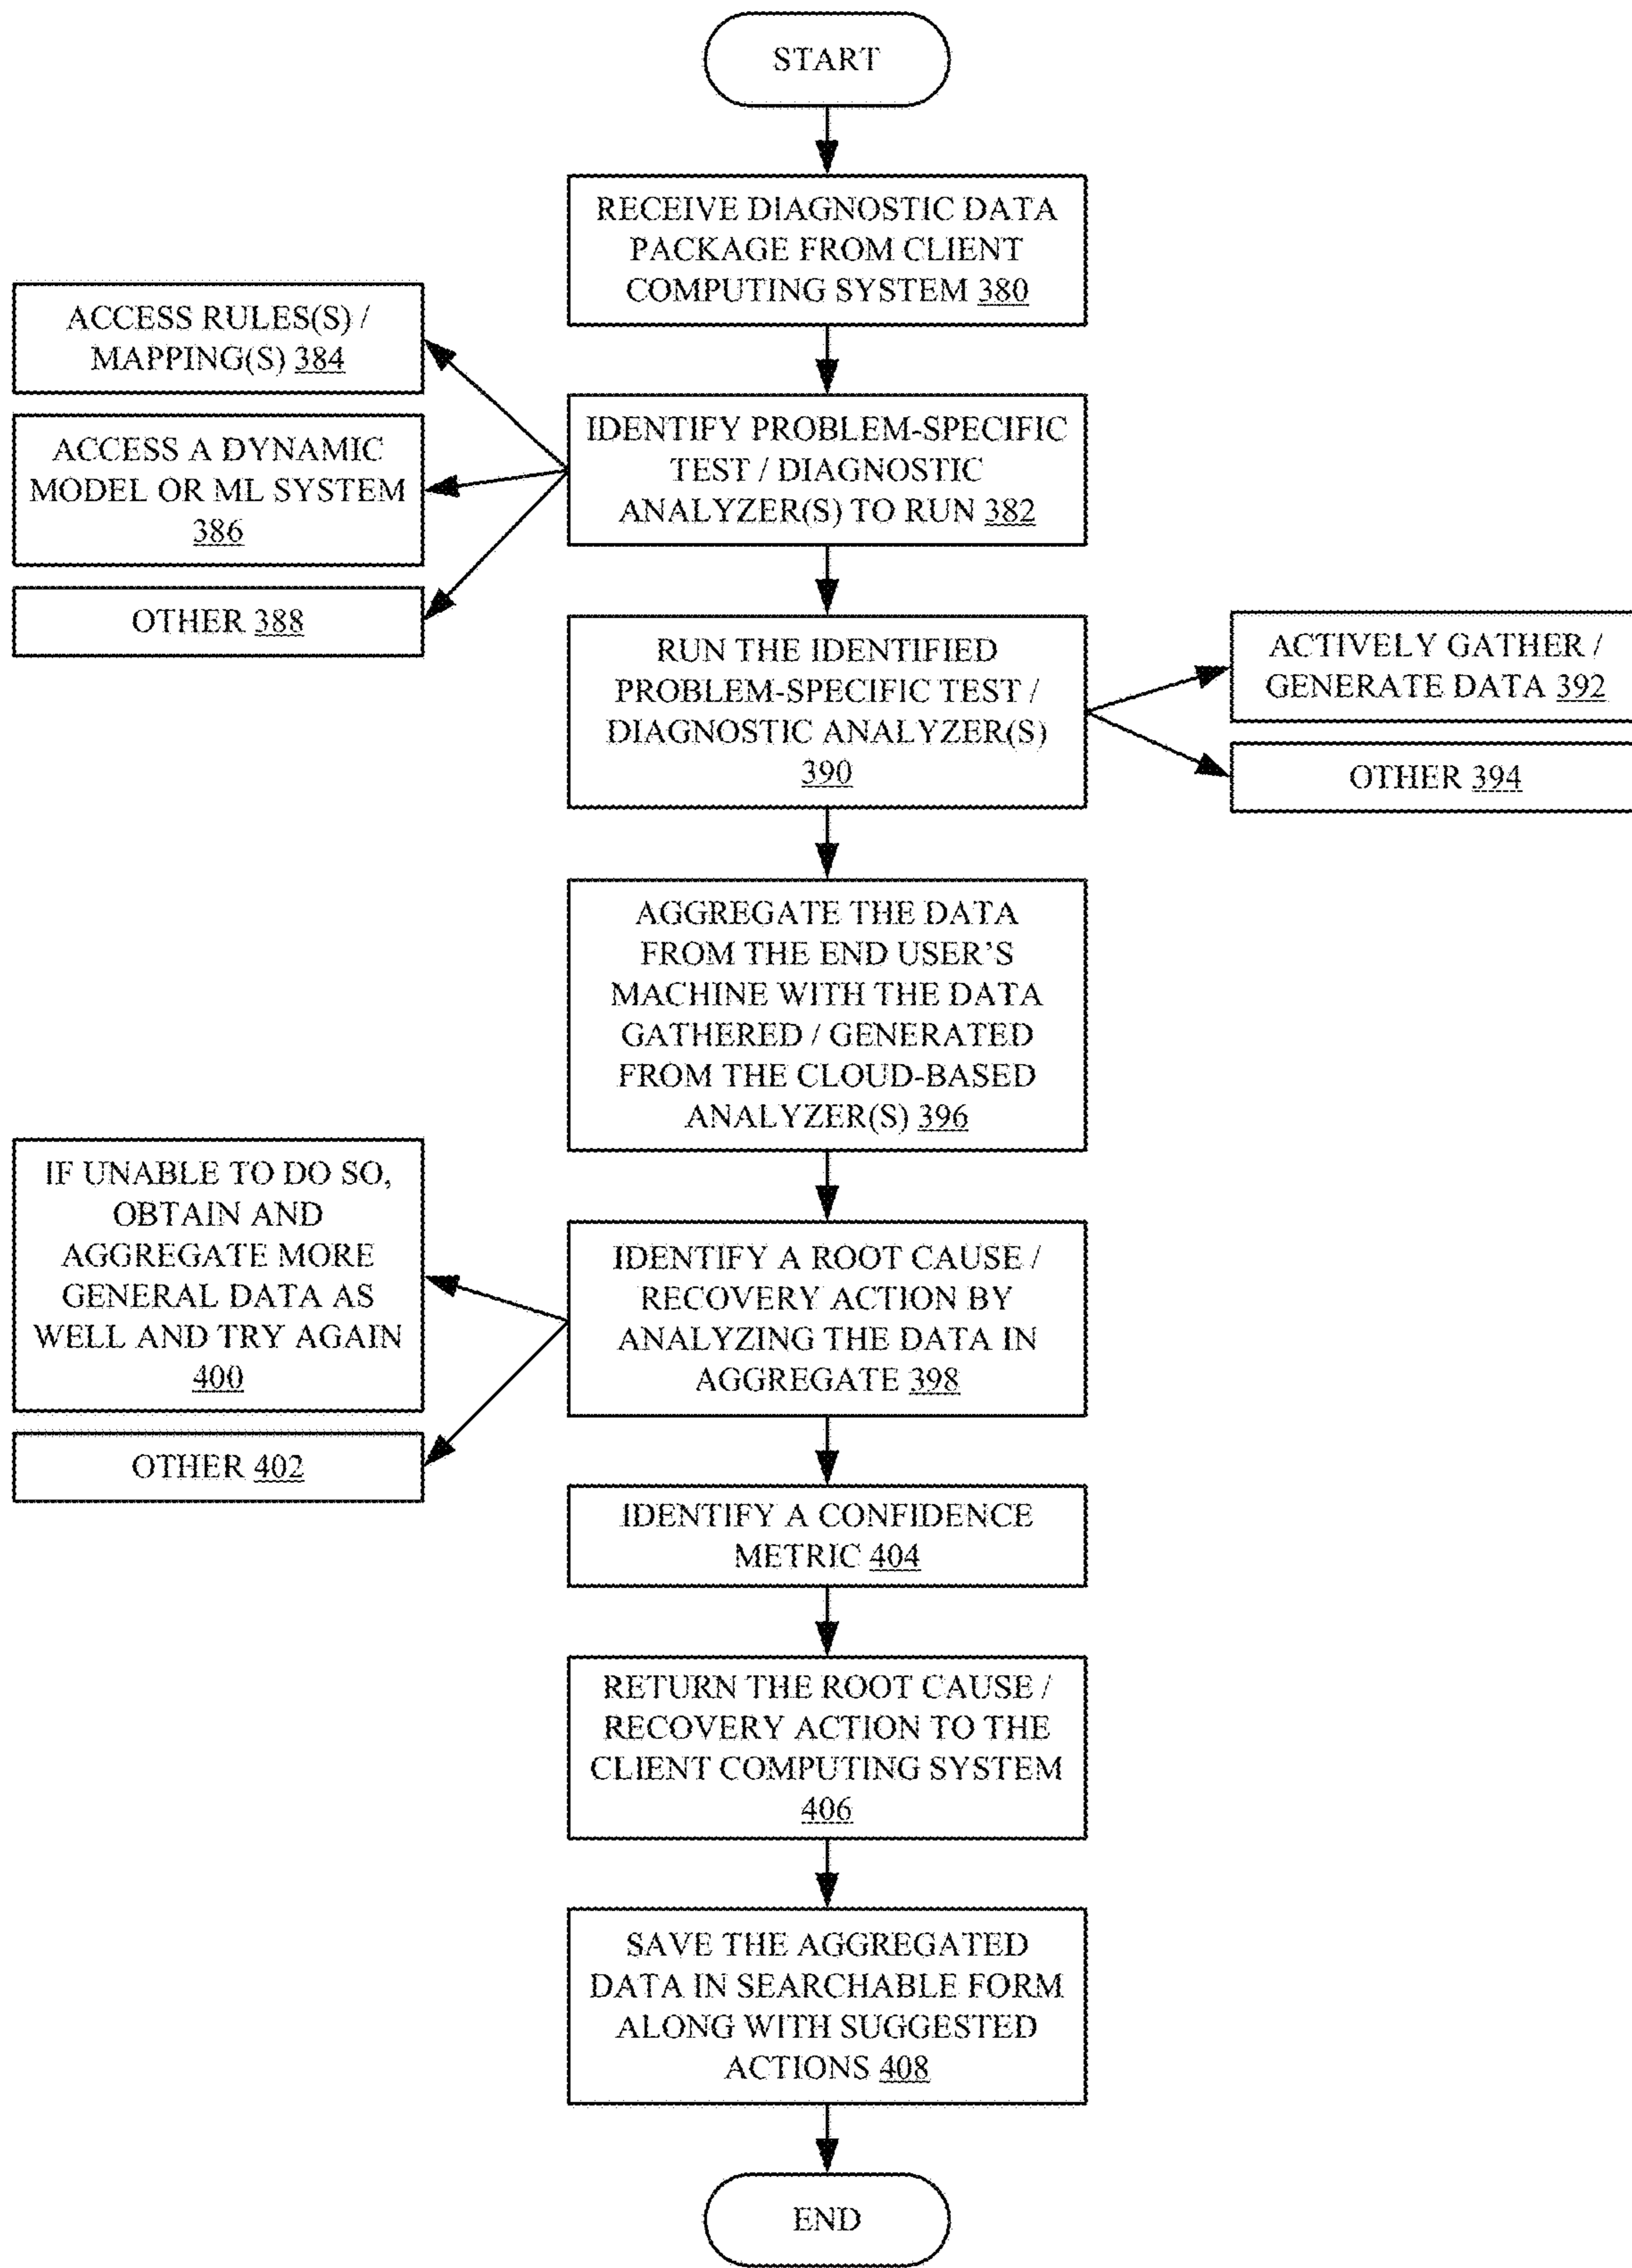 START
RECEIVE DIAGNOSTIC DATA
PACKAGE FROM CLIENT
COMPUTING SYSTEM 380
ACCESS RULES(S) /
MAPPING(S) 384
ACCESS A DYNAMIC
MODEL OR ML SYSTEM
386
OTHER 388
IDENTIFY PROBLEM-SPECIFIC
TEST / DIAGNOSTIC
ANALYZER(S) TO RUN 382
RUN THE IDENTIFIED
PROBLEM-SPECIFIC TEST /
DIAGNOSTIC ANALYZER(S)
390
ACTIVELY GATHER /
GENERATE DATA 392
OTHER 394
AGGREGATE THE DATA
FROM THE END USER'S
MACHINE WITH THE DATA
GATHERED / GENERATED
FROM THE CLOUD-BASED
ANALYZER(S) 396
IF UNABLE TO DO SO,
OBTAIN AND
AGGREGATE MORE
GENERAL DATA AS
WELL AND TRY AGAIN
400
OTHER 402
IDENTIFY A ROOT CAUSE /
RECOVERY ACTION BY
ANALYZING THE DATA IN
AGGREGATE 398
IDENTIFY A CONFIDENCE
METRIC 404
RETURN THE ROOT CAUSE /
RECOVERY ACTION TO THE
CLIENT COMPUTING SYSTEM
406
SAVE THE AGGREGATED
DATA IN SEARCHABLE FORM
ALONG WITH SUGGESTED
ACTIONS 408
END